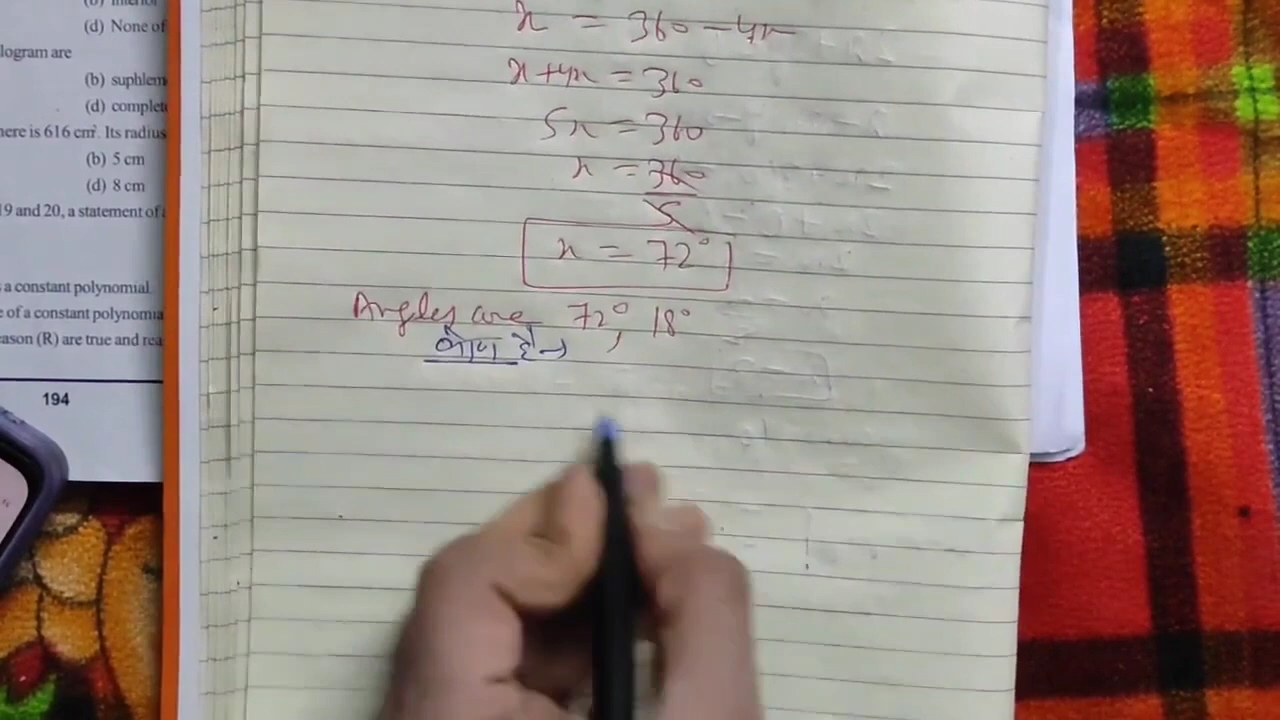 (d) None of
logram are
(b) suphlem
(d) complet
here is 616 cm². Its radius
(b) 5 cm
(d) 8 cm
19 and 20, a statement of
a constant polynomial
e of a constant polynomia
ason (R) are true and rea
194
x = 360 - 4x
x + 4x = 360
5x = 360
x = 360
5
x = 72°
Angles are 72°, 18°
कोण है →